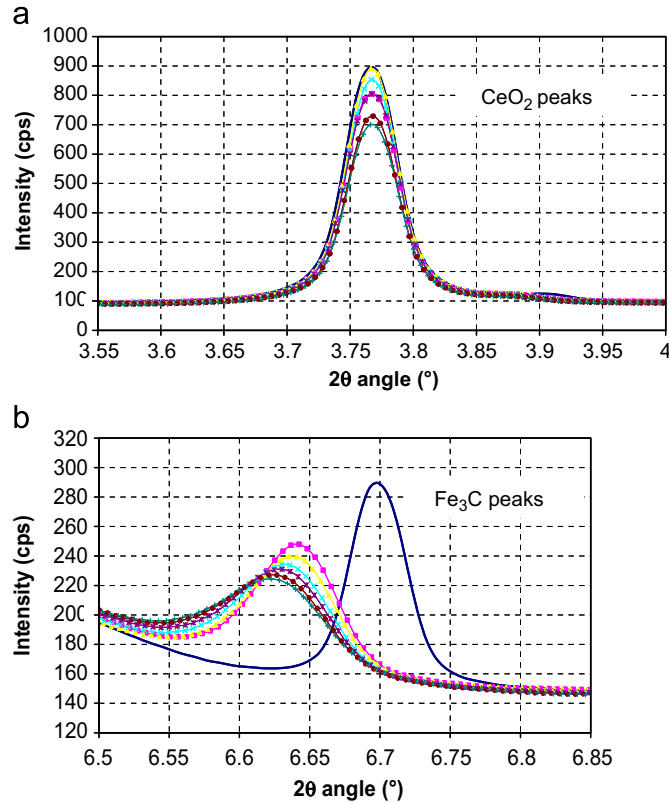 a
1000
900
800
700
600
500
400
300
200
100
0
Intensity (cps)
CeO₂ peaks
3.55 3.6 3.65 3.7 3.75 3.8 3.85 3.9 3.95 4
2θ angle (°)
b
320
300
280
260
240
220
200
180
160
140
120
Intensity (cps)
Fe₃C peaks
6.5 6.55 6.6 6.65 6.7 6.75 6.8 6.85
2θ angle (°)